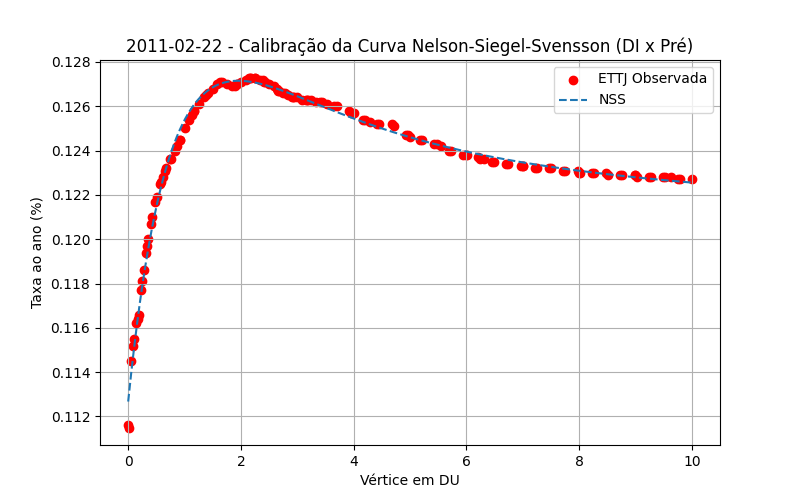 2011-02-22 - Calibração da Curva Nelson-Siegel-Svensson (DI x Pré)
0.128
0.126
0.124
0.122
0.120
0.118
0.116
0.114
0.112
Taxa ao ano (%)
ETTJ Observada
NSS
0 2 4 6 8 10
Vértice em DU